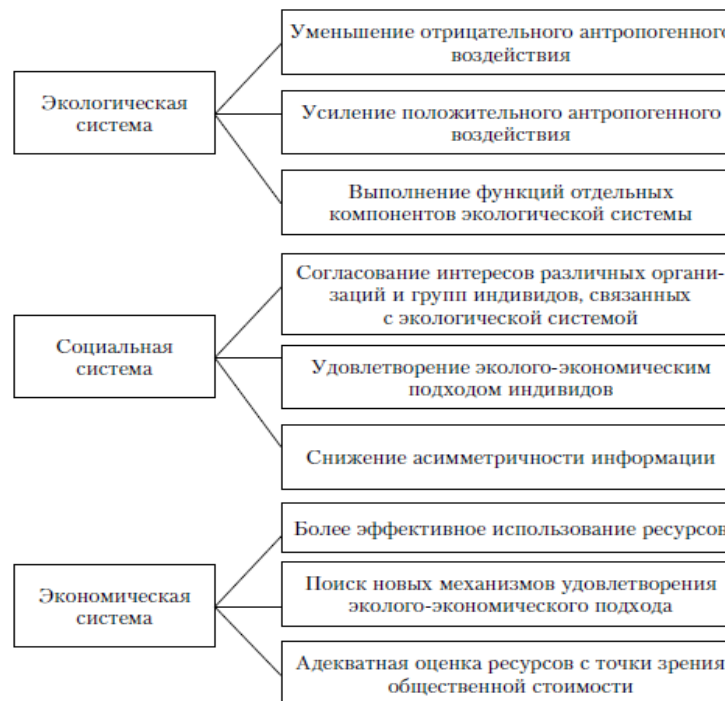 Экологическая
система
Уменьшение отрицательного антропогенного
воздействия
Усиление положительного антропогенного
воздействия
Выполнение функций отдельных
компонентов экологической системы
Социальная
система
Согласование интересов различных органи-
заций и групп индивидов, связанных
с экологической системой
Удовлетворение эколого-экономическим
подходом индивидов
Снижение асимметричности информации
Экономическая
система
Более эффективное использование ресурсов
Поиск новых механизмов удовлетворения
эколого-экономического подхода
Адекватная оценка ресурсов с точки зрения
общественной стоимости